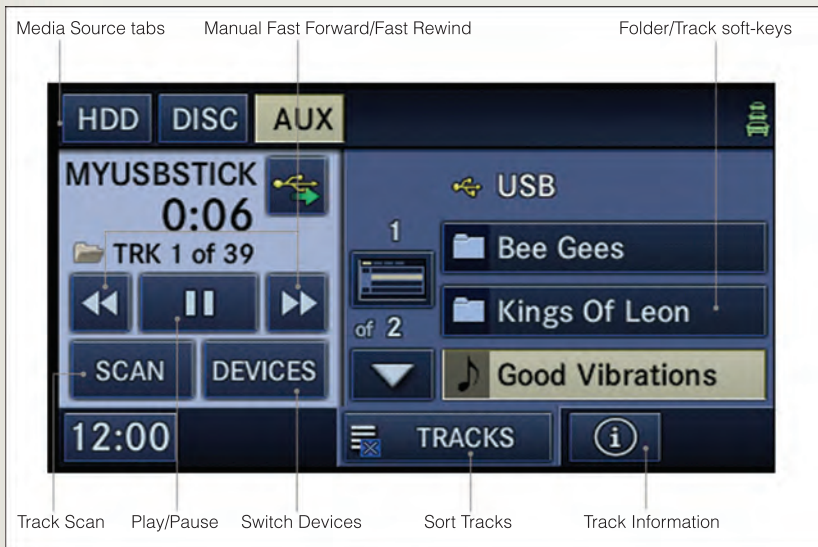 Media Source tabs
Manual Fast Forward/Fast Rewind
Folder/Track soft-keys
HDD
DISC
AUX
MYUSBSTICK
0:06
TRK 1 of 39
SCAN
DEVICES
12:00
USB
1
of 2
Bee Gees
Kings Of Leon
Good Vibrations
TRACKS
i
Track Scan
Play/Pause
Switch Devices
Sort Tracks
Track Information